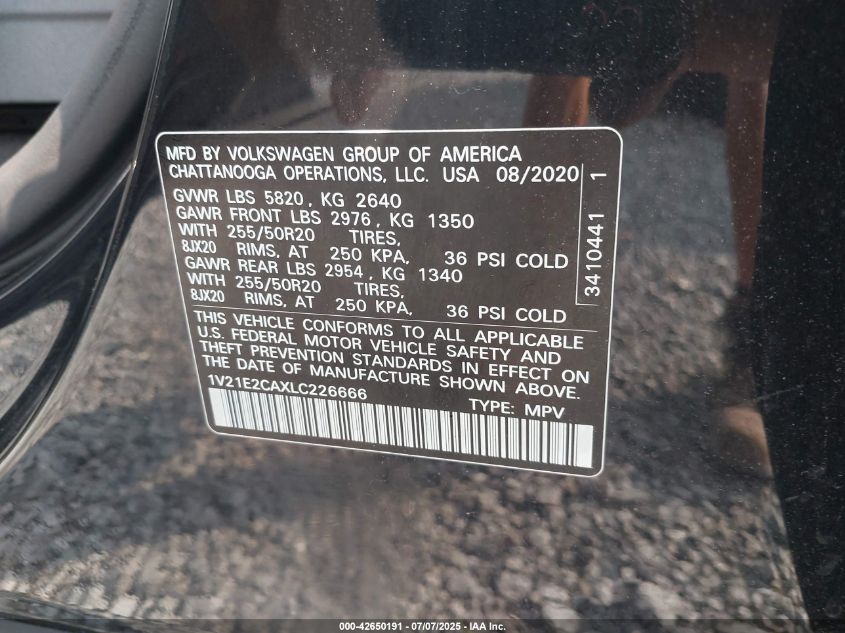 MFD BY VOLKSWAGEN GROUP OF AMERICA
CHATTANOOGA OPERATIONS, LLC. USA 08/2020
GVWR LBS 5820, KG 2640
GAWR FRONT LBS 2976, KG 1350
WITH 255/50R20 TIRES,
8JX20 RIMS, AT 250 KPA, 36 PSI COLD
GAWR REAR LBS 2954, KG 1340
WITH 255/50R20 TIRES,
8JX20 RIMS, AT 250 KPA, 36 PSI COLD
3410441 1
THIS VEHICLE CONFORMS TO ALL APPLICABLE
U.S. FEDERAL MOTOR VEHICLE SAFETY AND
THEFT PREVENTION STANDARDS IN EFFECT ON
THE DATE OF MANUFACTURE SHOWN ABOVE.
1V21E2CAXLC226666 TYPE: MPV
000-42650191 - 07/07/2025 - IAA Inc.